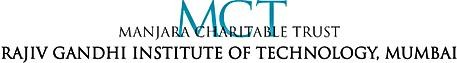 MCT
MANJARA CHARITABLE TRUST
RAJIV GANDHI INSTITUTE OF TECHNOLOGY, MUMBAI